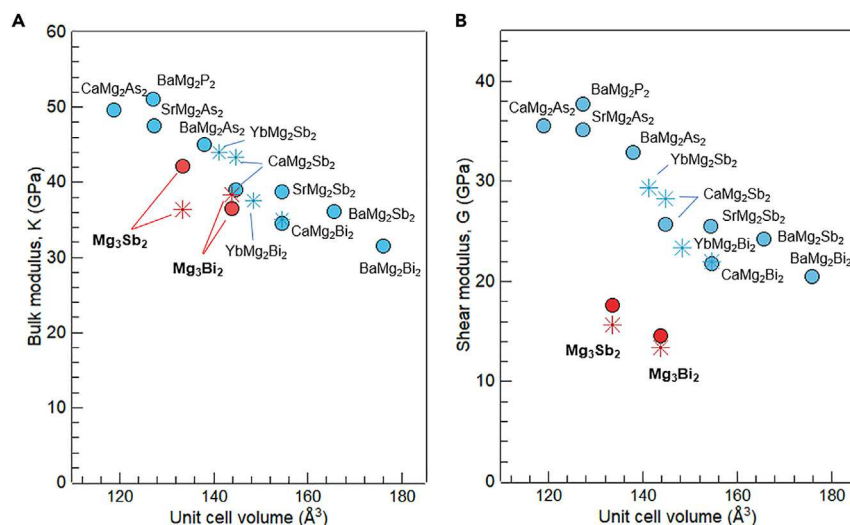 A
60
50
40
30
20
10
0
Bulk modulus, K (GPa)
CaMg2As2
BaMg2P2
SrMg2As2
BaMg2As2
YbMg2Sb2
CaMg2Sb2
SrMg2Sb2
BaMg2Sb2
CaMg2Bi2
YbMg2Bi2
BaMg2Bi2
Mg3Sb2
Mg3Bi2
120 140 160 180
Unit cell volume (Å3)
B
40
30
20
10
0
Shear modulus, G (GPa)
BaMg2P2
CaMg2As2
SrMg2As2
BaMg2As2
YbMg2Sb2
CaMg2Sb2
SrMg2Sb2
YbMg2Bi2
BaMg2Sb2
BaMg2Bi2
CaMg2Bi2
Mg3Sb2
Mg3Bi2
120 140 160 180
Unit cell volume (Å3)